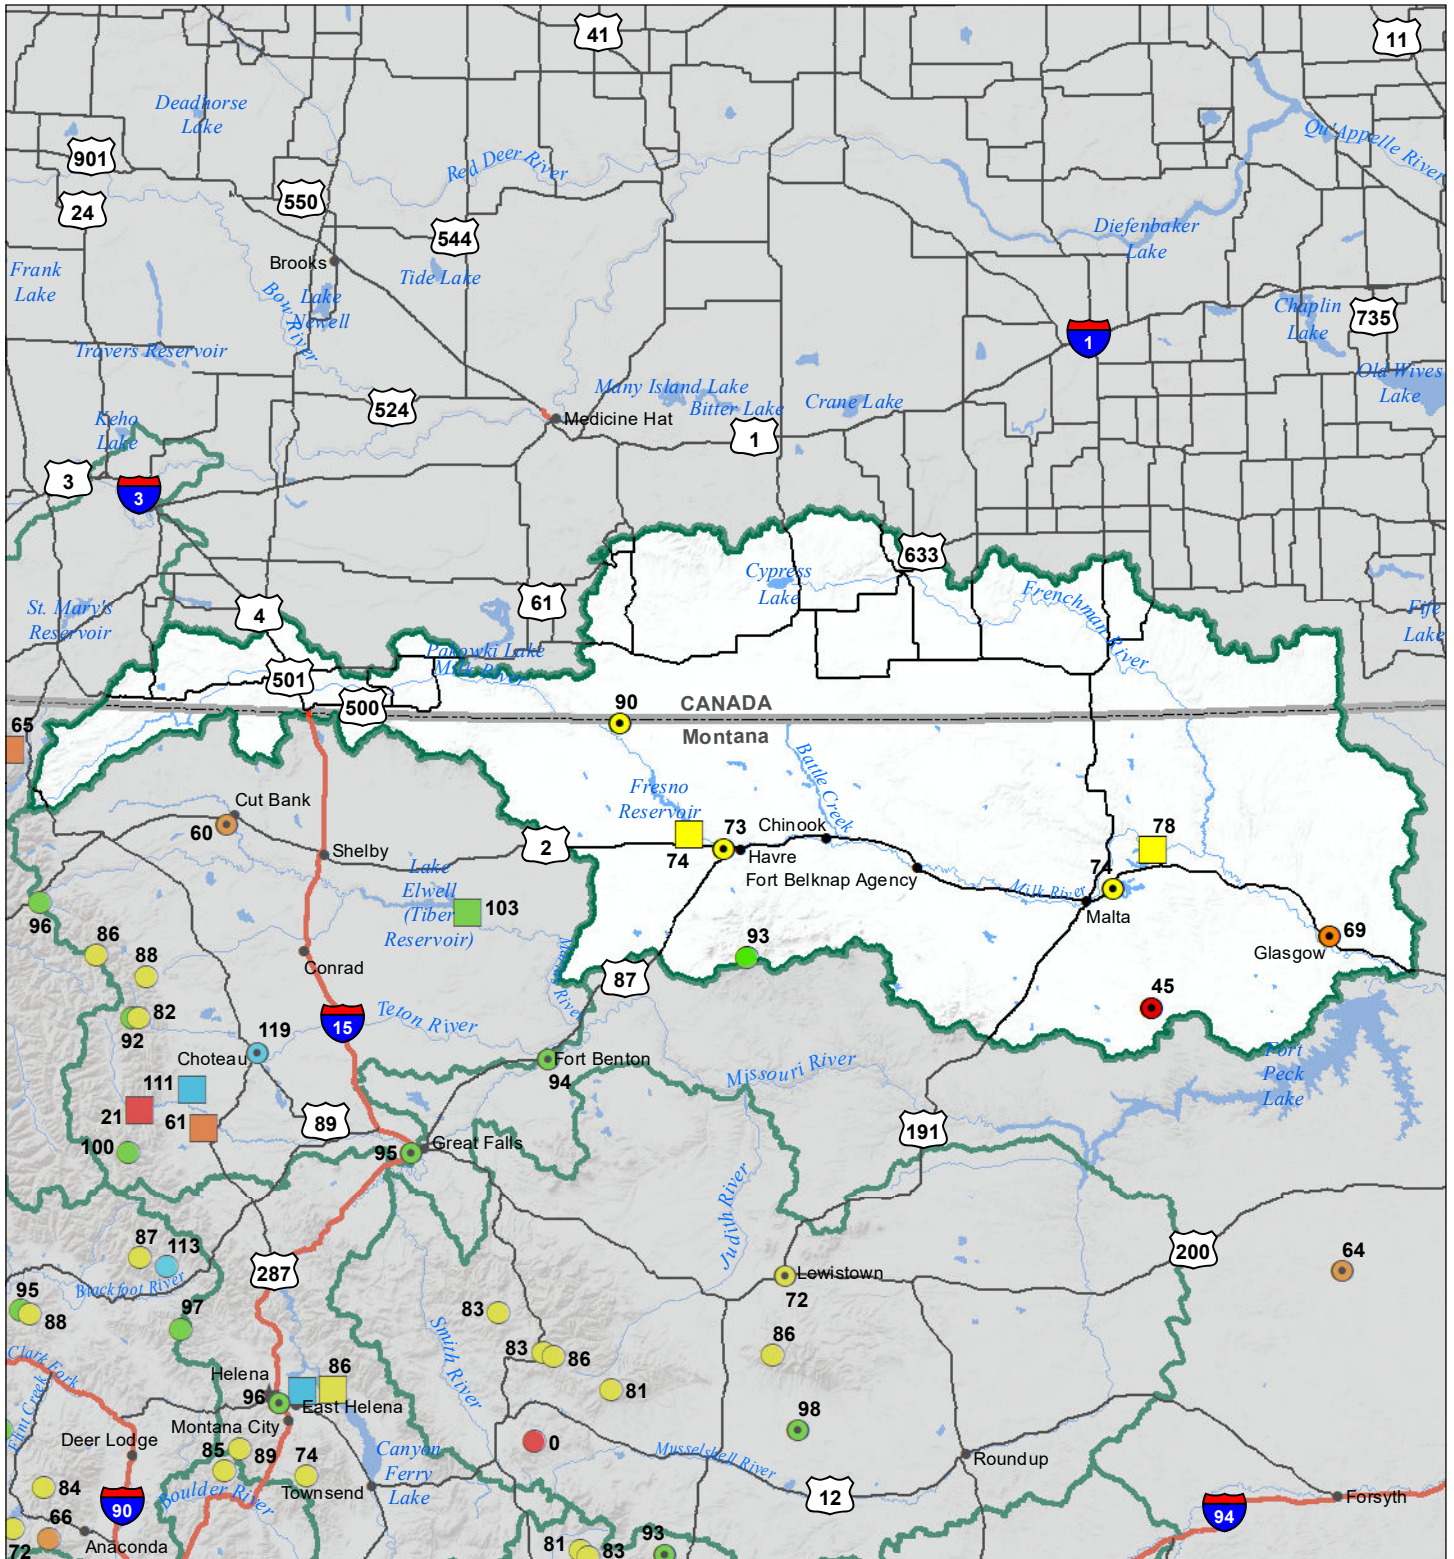 41
11
Deadhorse
Lake
901
Qu'Appelle River
Red Deer River
550
24
544
Diefenbaker
Lake
Brooks
Frank
Lake
Tide Lake
Bow River
Lake
Newell
Chaplin
Lake
735
1
Travers Reservoir
Old Wives
Lake
Many Island Lake
Bitter Lake
Crane Lake
524
Keho
Lake
Medicine Hat
1
3
3
633
Cypress
Lake
61
Frenchman River
4
St. Mary's
Reservoir
Fife
Lake
Pakowki Lake
Milk River
501
500
90
CANADA
Montana
65
Battle Creek
Fresno
Reservoir
Cut Bank
60
2
73
Chinook
78
74
Havre
Shelby
Fort Belknap Agency
74
Milk River
Lake
Elwell
(Tiber
Reservoir)
103
Malta
96
86
88
93
69
Glasgow
Conrad
87
Marias River
45
82
92
15
Teton River
119
Choteau
Fort Benton
94
Missouri River
Fort
Peck
Lake
111
21
61
89
191
100
95
Great Falls
Judith River
87
113
287
200
64
Blackfoot River
Lewistown
72
95
88
97
83
Smith River
83
86
86
81
Clark Fork
Flint Creek
Helena
86
96
East Helena
Montana City
98
Deer Lodge
85
89
74
Canyon
Ferry
Lake
0
Musselshell River
Roundup
84
90
Boulder River
Townsend
12
94
Forsyth
66
72
Anaconda
81
83
93